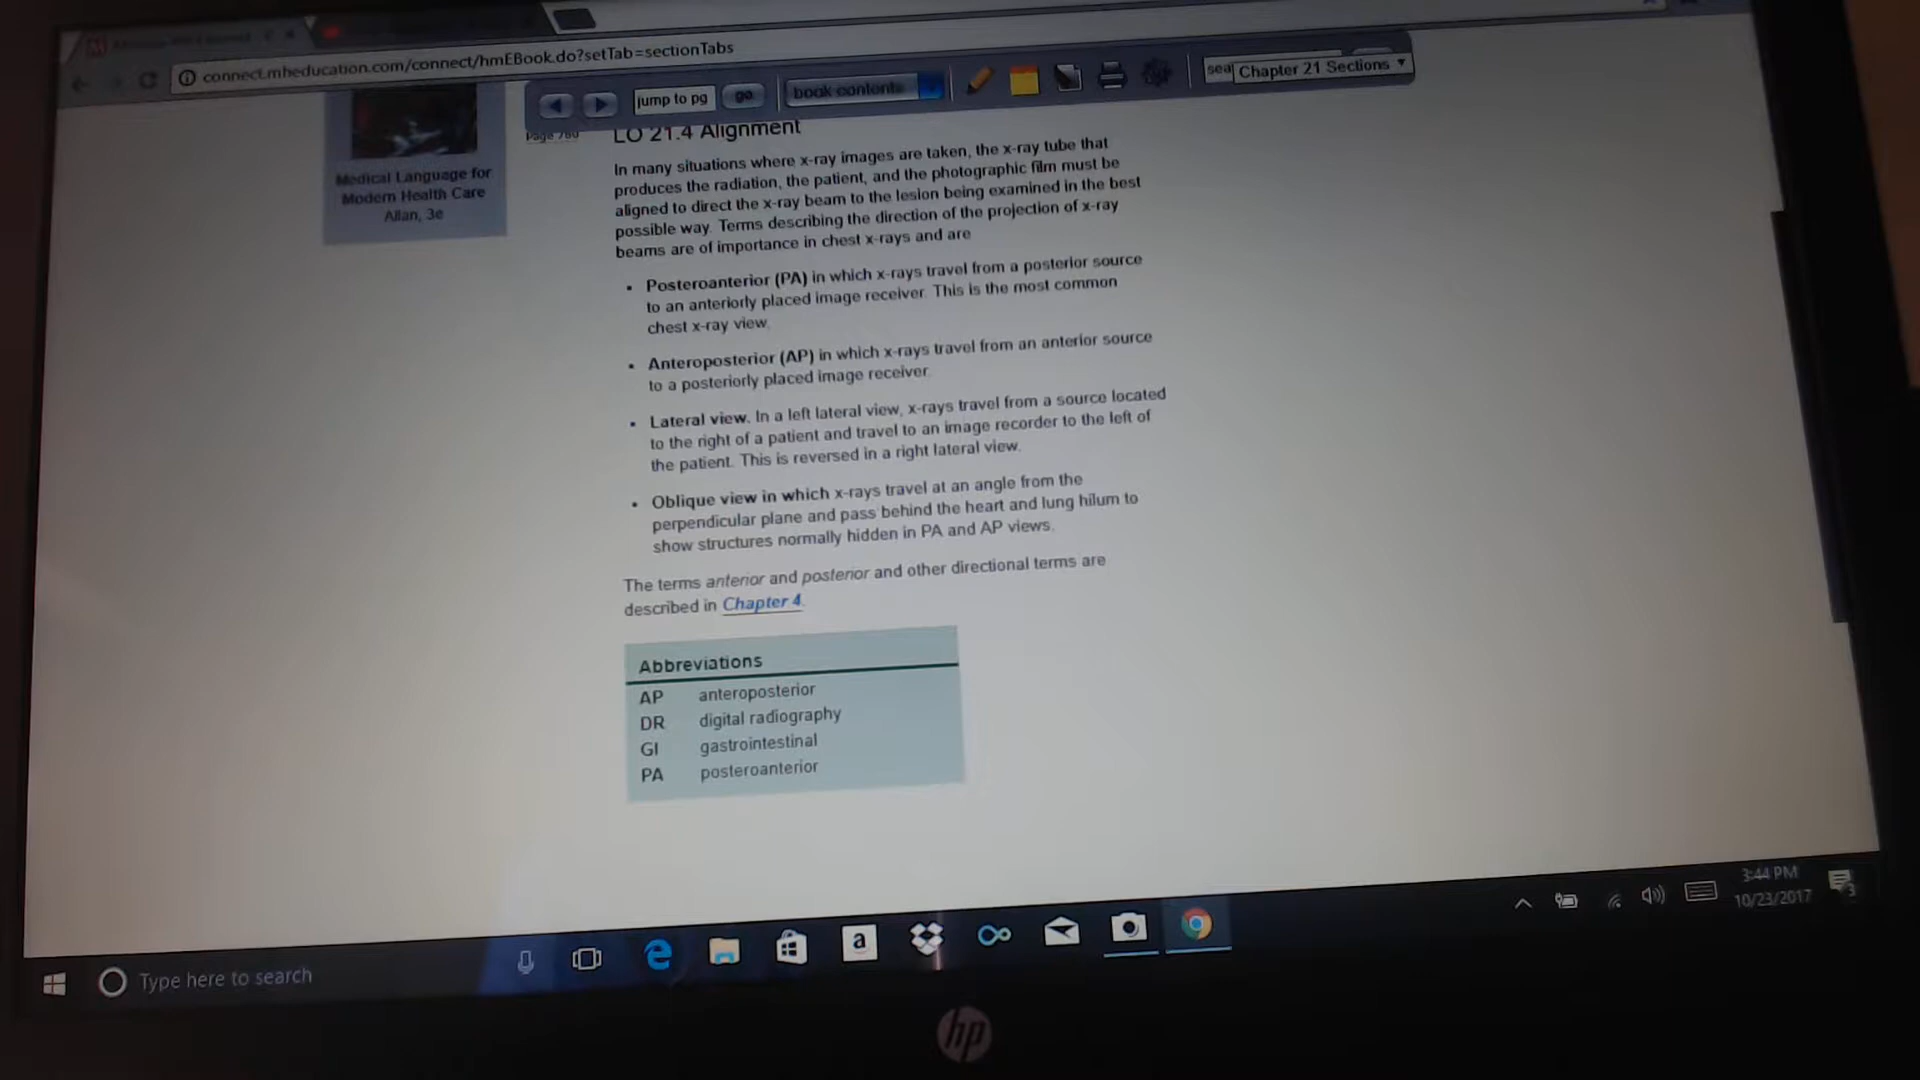 connect.mheducation.com/connect/hmEBook.do?setTab=sectionTabs
jump to pg
go
book contents
sea
Chapter 21 Sections
Medical Language for
Modern Health Care
Allan, 3e
Page 760
LO 21.4 Alignment
In many situations where x-ray images are taken, the x-ray tube that
produces the radiation, the patient, and the photographic film must be
aligned to direct the x-ray beam to the lesion being examined in the best
possible way. Terms describing the direction of the projection of x-ray
beams are of importance in chest x-rays and are
• Posteroanterior (PA) in which x-rays travel from a posterior source
to an anteriorly placed image receiver. This is the most common
chest x-ray view.
• Anteroposterior (AP) in which x-rays travel from an anterior source
to a posteriorly placed image receiver.
• Lateral view. In a left lateral view, x-rays travel from a source located
to the right of a patient and travel to an image recorder to the left of
the patient. This is reversed in a right lateral view.
• Oblique view in which x-rays travel at an angle from the
perpendicular plane and pass behind the heart and lung hilum to
show structures normally hidden in PA and AP views.
The terms anterior and posterior and other directional terms are
described in Chapter 4.
Abbreviations
AP anteroposterior
DR digital radiography
GI gastrointestinal
PA posteroanterior
3:44 PM
10/23/2017
3
Type here to search
a
hp